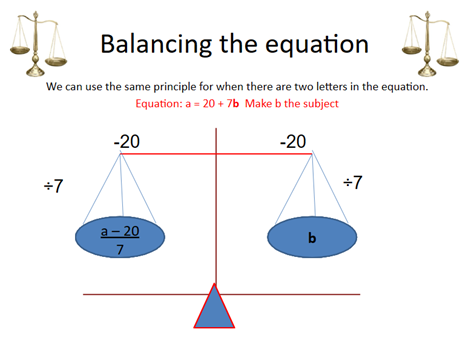 Balancing the equation
We can use the same principle for when there are two letters in the equation.
Equation: a = 20 + 7b  Make b the subject
-20 -20
÷7 ÷7
a – 20
7
b